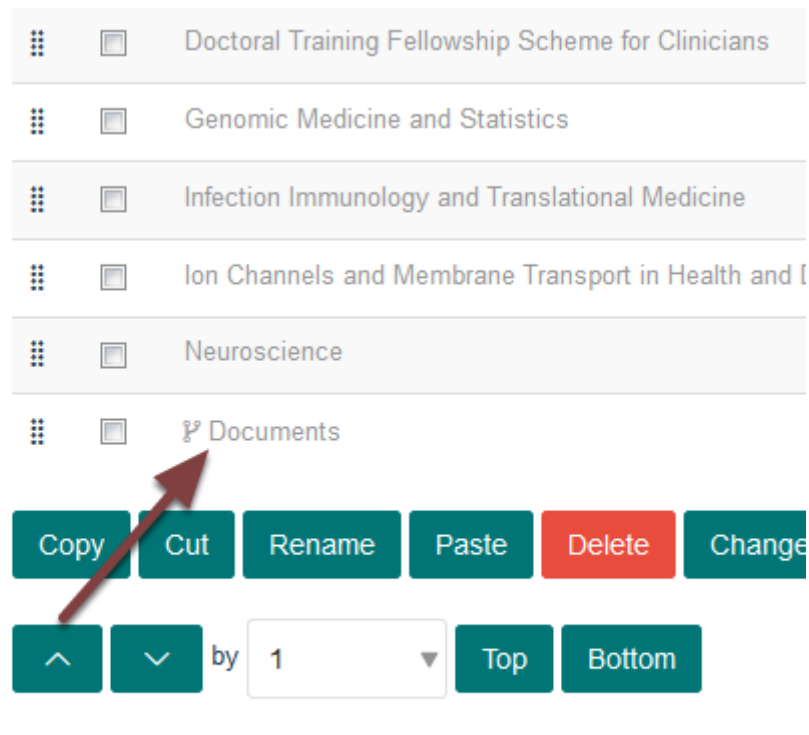 Doctoral Training Fellowship Scheme for Clinicians
Genomic Medicine and Statistics
Infection Immunology and Translational Medicine
Ion Channels and Membrane Transport in Health and
Neuroscience
Documents
Copy Cut Rename Paste Delete Change
by 1 Top Bottom